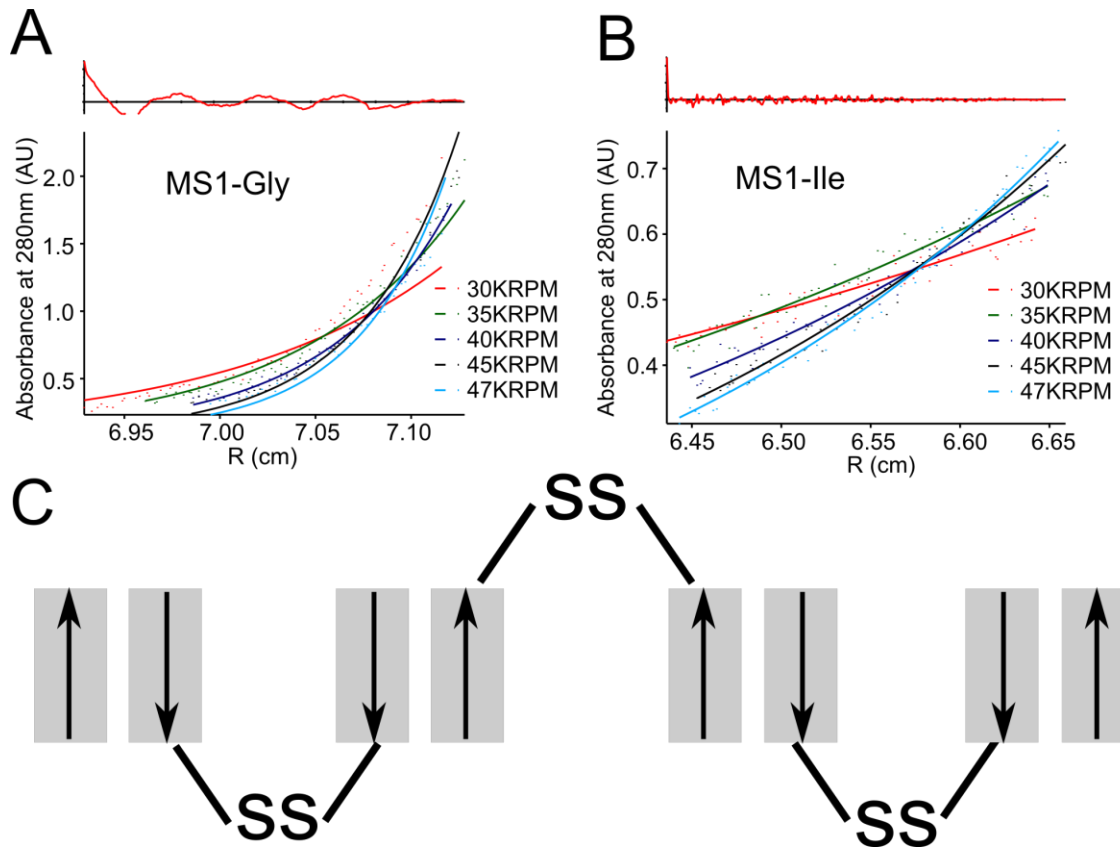 A
Absorbance at 280nm (AU)
2.0
1.5
1.0
0.5
MS1-Gly
30KRPM
35KRPM
40KRPM
45KRPM
47KRPM
6.95 7.00 7.05 7.10
R (cm)
B
Absorbance at 280nm (AU)
0.7
0.6
0.5
0.4
MS1-Ile
30KRPM
35KRPM
40KRPM
45KRPM
47KRPM
6.45 6.50 6.55 6.60 6.65
R (cm)
C
SS
SS
SS